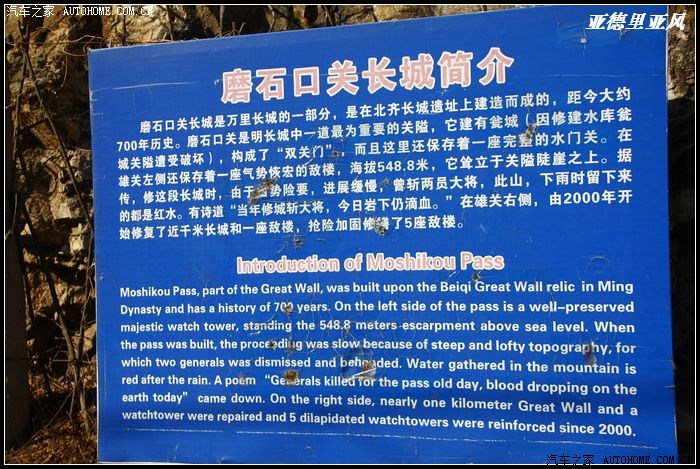 汽车之家 AUTOHOME.COM.CN
亚德里亚风
磨石口关长城简介
磨石口关长城是万里长城的一部分，是在北齐长城遗址上建造而成的，距今大约
700年历史。磨石口关是明长城中一道最为重要的关隘，它建有瓮城（因修建水库瓮
城关隘遭受破坏），构成了“双关门”。而且这里还保存着一座完整的水门关。在
雄关左侧还保存着一座气势恢宏的敌楼，海拔548.8米，它耸立于关隘陡崖之上。据
传，修这段长城时，由于山势险要，进展缓慢，曾斩两员大将，此山，下雨时留下来
的都是红水。有诗道“当年修城斩大将，今日岩下仍滴血。”在雄关右侧，由2000年开
始修复了近千米长城和一座敌楼，抢险加固修缮了5座敌楼。
Introduction of Moshikou Pass
Moshikou Pass, part of the Great Wall, was built upon the Beiqi Great Wall relic in Ming
Dynasty and has a history of 700 years. On the left side of the pass is a well-preserved
majestic watch tower, standing the 548.8 meters escarpment above sea level. When
the pass was built, the proceeding was slow because of steep and lofty topography, for
which two generals was dismissed and beheaded. Water gathered in the mountain is
red after the rain. A poem “Generals killed for the pass old day, blood dropping on the
earth today” came down. On the right side, nearly one kilometer Great Wall and a
watchtower were repaired and 5 dilapidated watchtowers were reinforced since 2000.
汽车之家 AUTOHOME.COM.CN